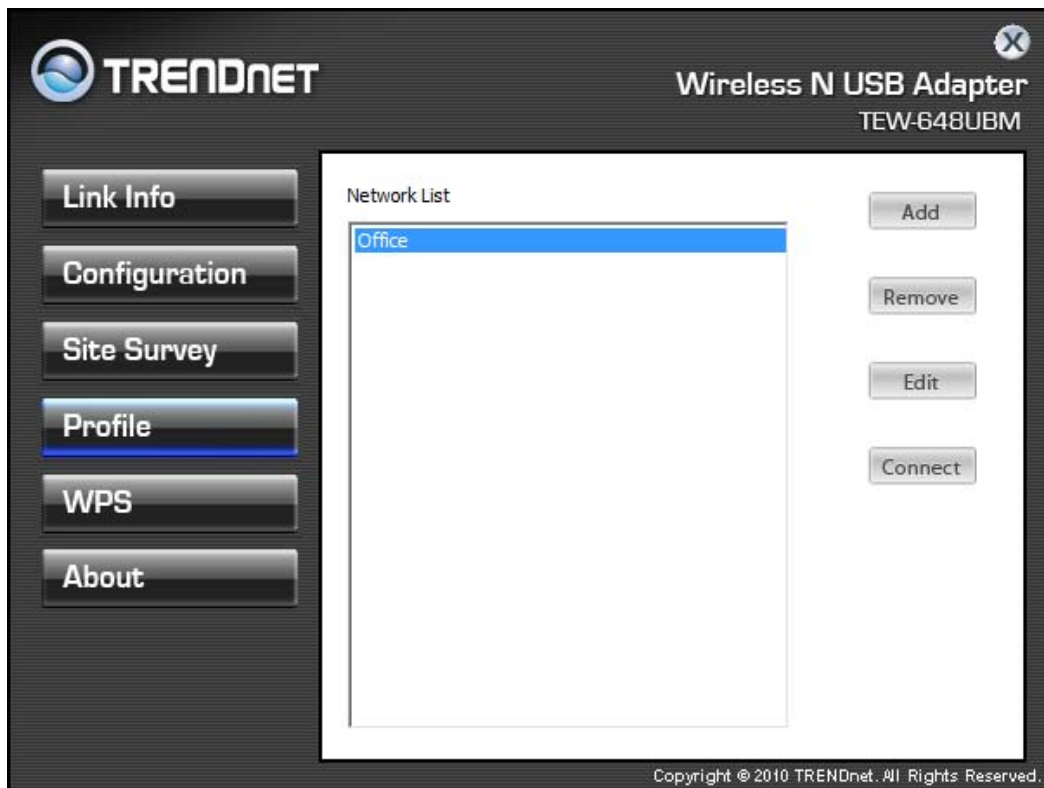 TRENDNET
Wireless N USB Adapter
TEW-648UBM
Link Info
Configuration
Site Survey
Profile
WPS
About
Network List
Office
Add
Remove
Edit
Connect
Copyright © 2010 TRENDnet. All Rights Reserved.